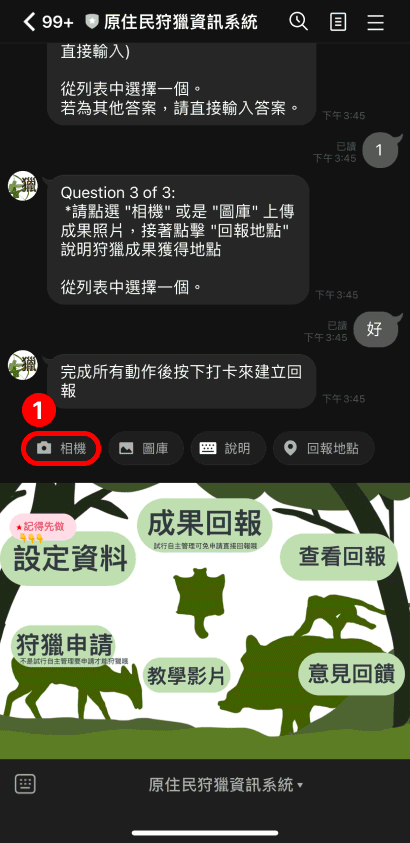 99+ 原住民狩獵資訊系統
直接輸入)
從列表中選擇一個。
若為其他答案，請直接輸入答案。
下午3:45
已讀
下午3:45
1
獵
Question 3 of 3:
*請點選 "相機" 或是 "圖庫" 上傳
成果照片，接著點擊 "回報地點"
說明狩獵成果獲得地點
從列表中選擇一個。
下午3:45
已讀
下午3:45
好
獵
完成所有動作後按下打卡來建立回
報
下午3:45
1
相機
圖庫
說明
回報地點
★記得先做
設定資料
成果回報
試行自主管理可免申請直接回報哦
查看回報
狩獵申請
不是試行自主管理要申請才能狩獵喔
教學影片
意見回饋
原住民狩獵資訊系統▾